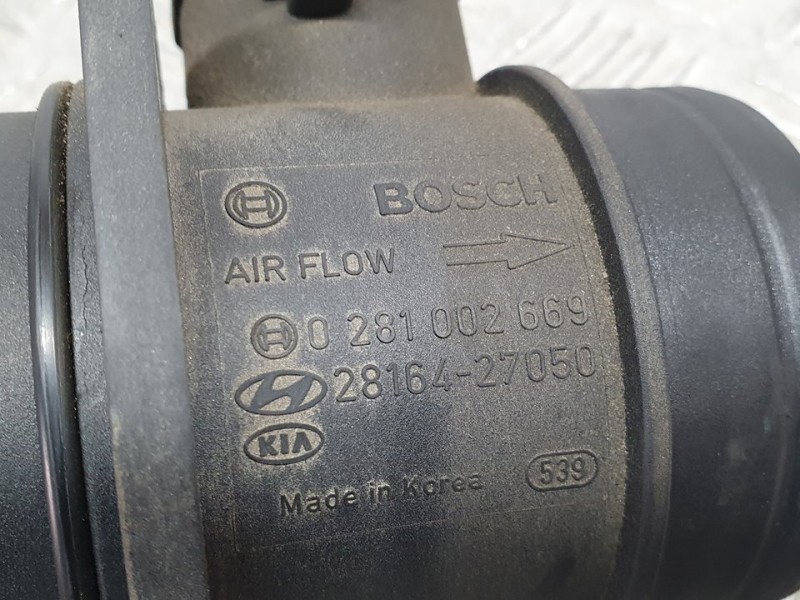 BOSCH
AIR FLOW
0 281 002 669
28164-27050
KIA
Made in Korea 539